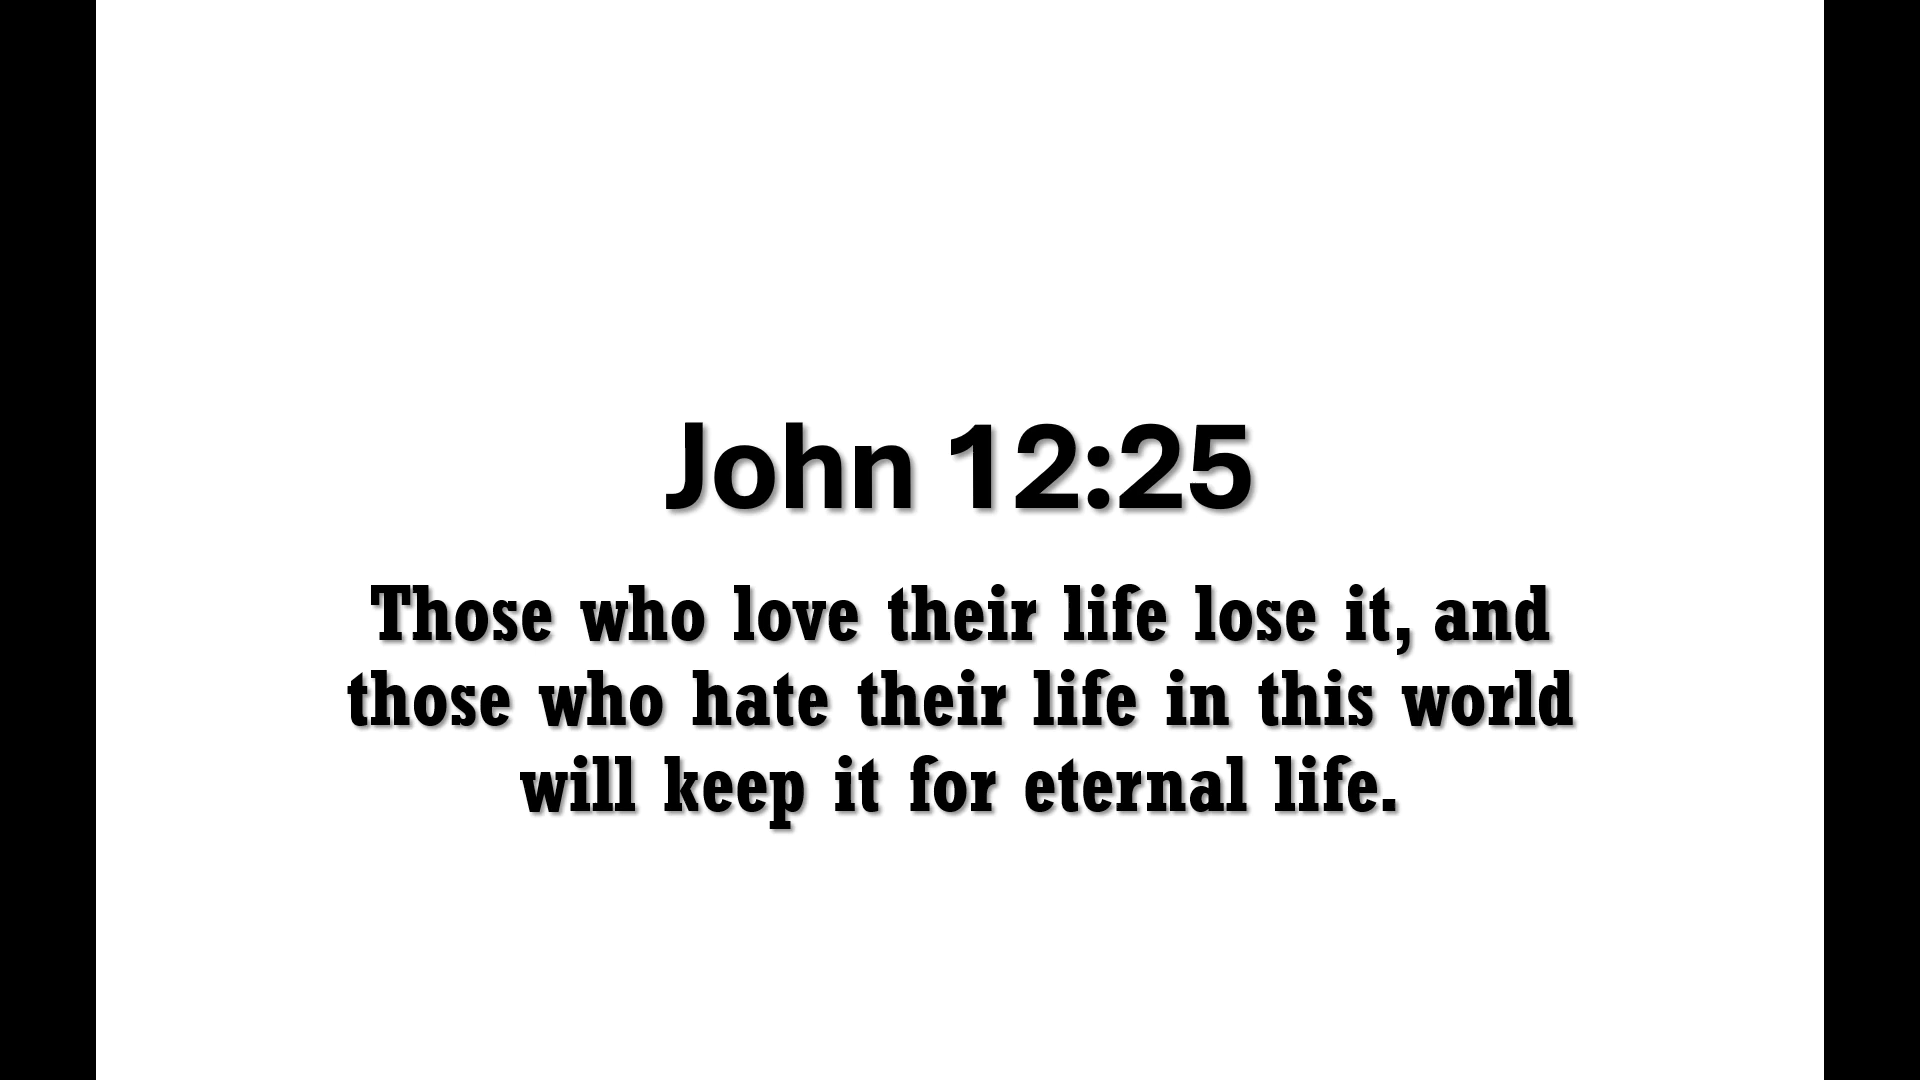 John 12:25
Those who love their life lose it, and
those who hate their life in this world
will keep it for eternal life.